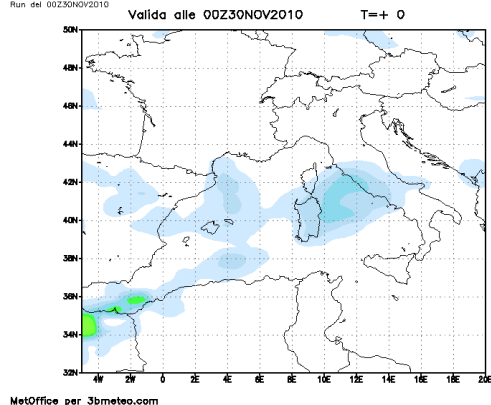 Run del 00Z30NOV2010
Valida alle 00Z30NOV2010 T=+ 0
50N
48N
46N
44N
42N
40N
38N
36N
34N
32N
4W 2W 0 2E 4E 6E 8E 10E 12E 14E 16E 18E 20E
MetOffice per 3bmeteo.com